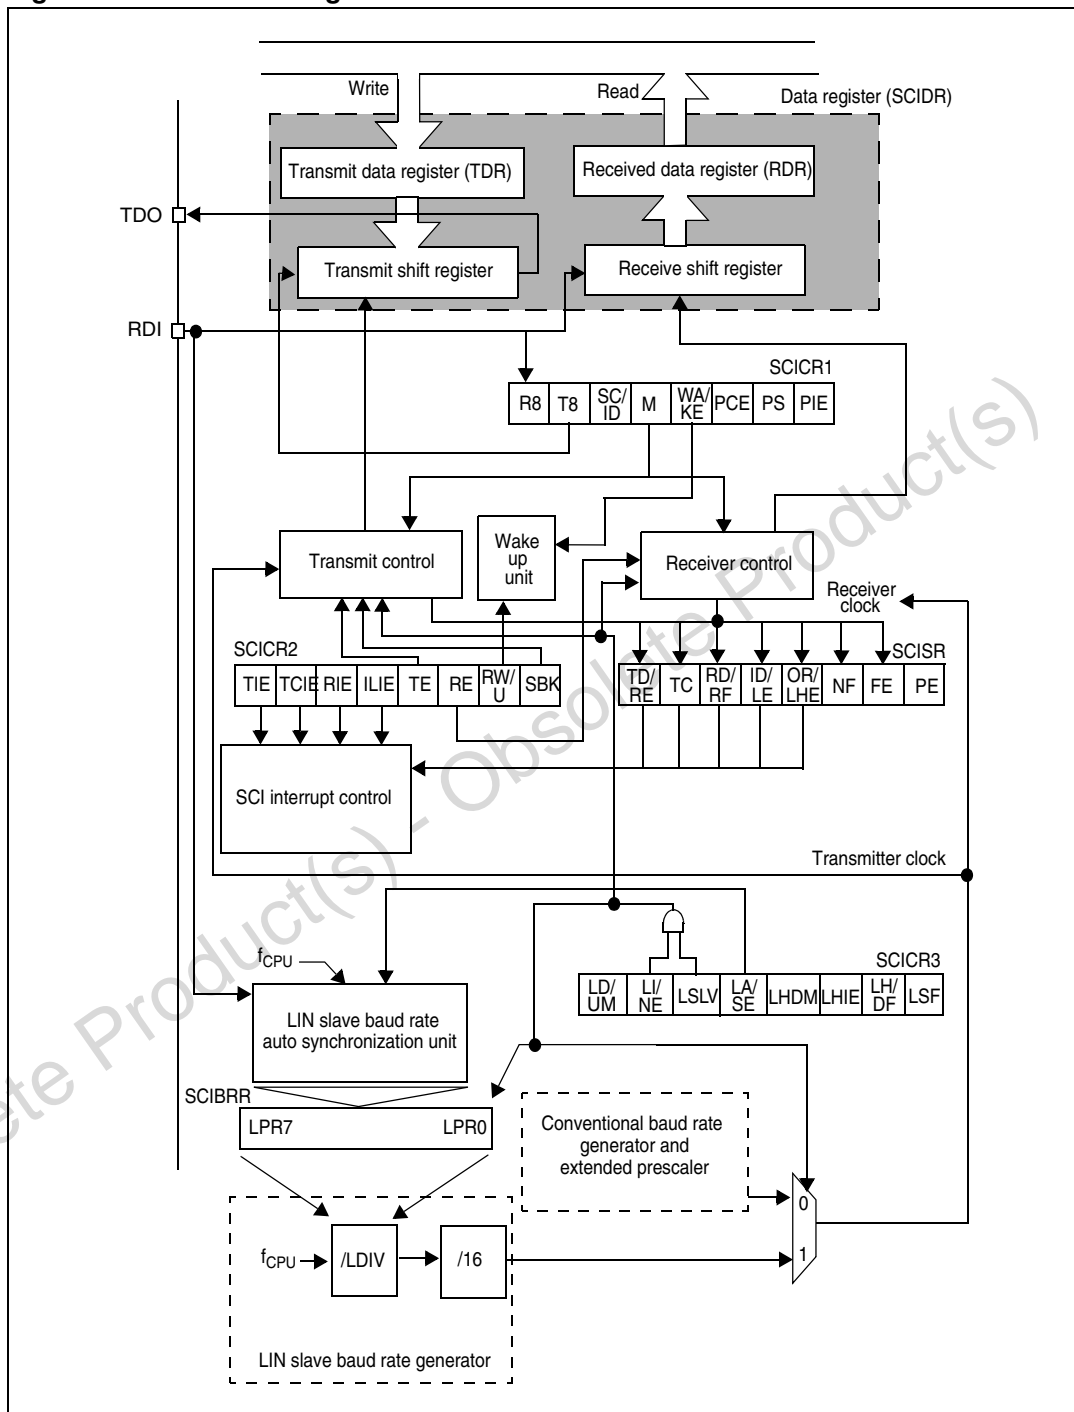 Write
Read
Data register (SCIDR)
Transmit data register (TDR)
Received data register (RDR)
TDO
Transmit shift register
Receive shift register
RDI
SCICR1
R8 T8 SC/ID M WA/KE PCE PS PIE
Transmit control
Wake
up
unit
Receiver control
Receiver
clock
SCICR2
SCISR
TIE TCIE RIE ILIE TE RE RW/U SBK
TD/RE TC RD/RF ID/LE OR/LHE NF FE PE
SCI interrupt control
Transmitter clock
fCPU
SCICR3
LD/UM LI/NE LSLV LA/SE LHDM LHIE LH/DF LSF
LIN slave baud rate
auto synchronization unit
SCIBRR
LPR7 LPR0
Conventional baud rate
generator and
extended prescaler
0
1
fCPU
/LDIV
/16
LIN slave baud rate generator
ete Product(s) - Obsolete Product(s)